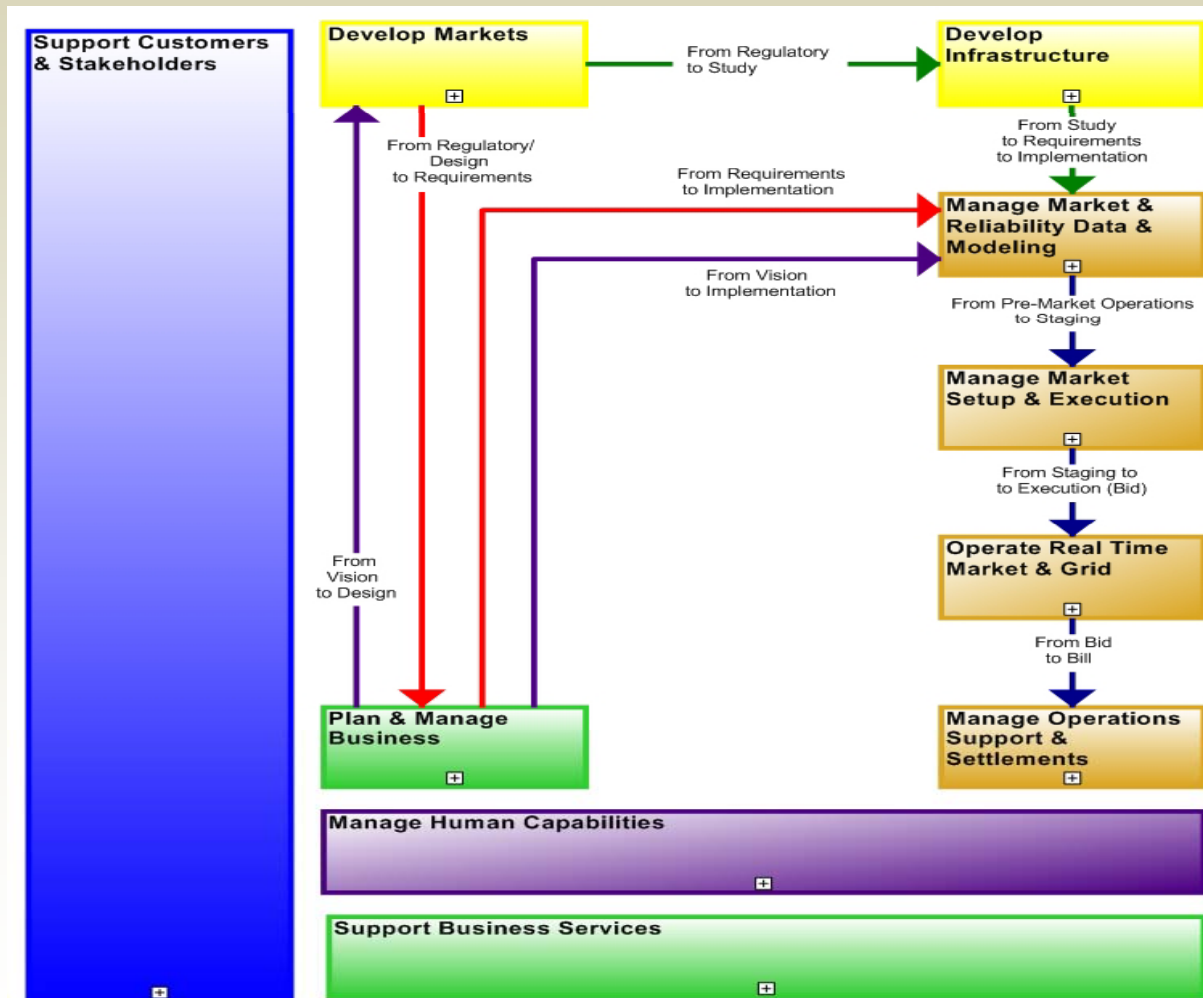 Support Customers
& Stakeholders
Develop Markets
From Regulatory
to Study
Develop
Infrastructure
From Regulatory/
Design
to Requirements
From Study
to Requirements
to Implementation
From Requirements
to Implementation
Manage Market &
Reliability Data &
Modeling
From Vision
to Implementation
From Pre-Market Operations
to Staging
Manage Market
Setup & Execution
From Staging to
to Execution (Bid)
Operate Real Time
Market & Grid
From
Vision
to Design
From Bid
to Bill
Plan & Manage
Business
Manage Operations
Support &
Settlements
Manage Human Capabilities
Support Business Services